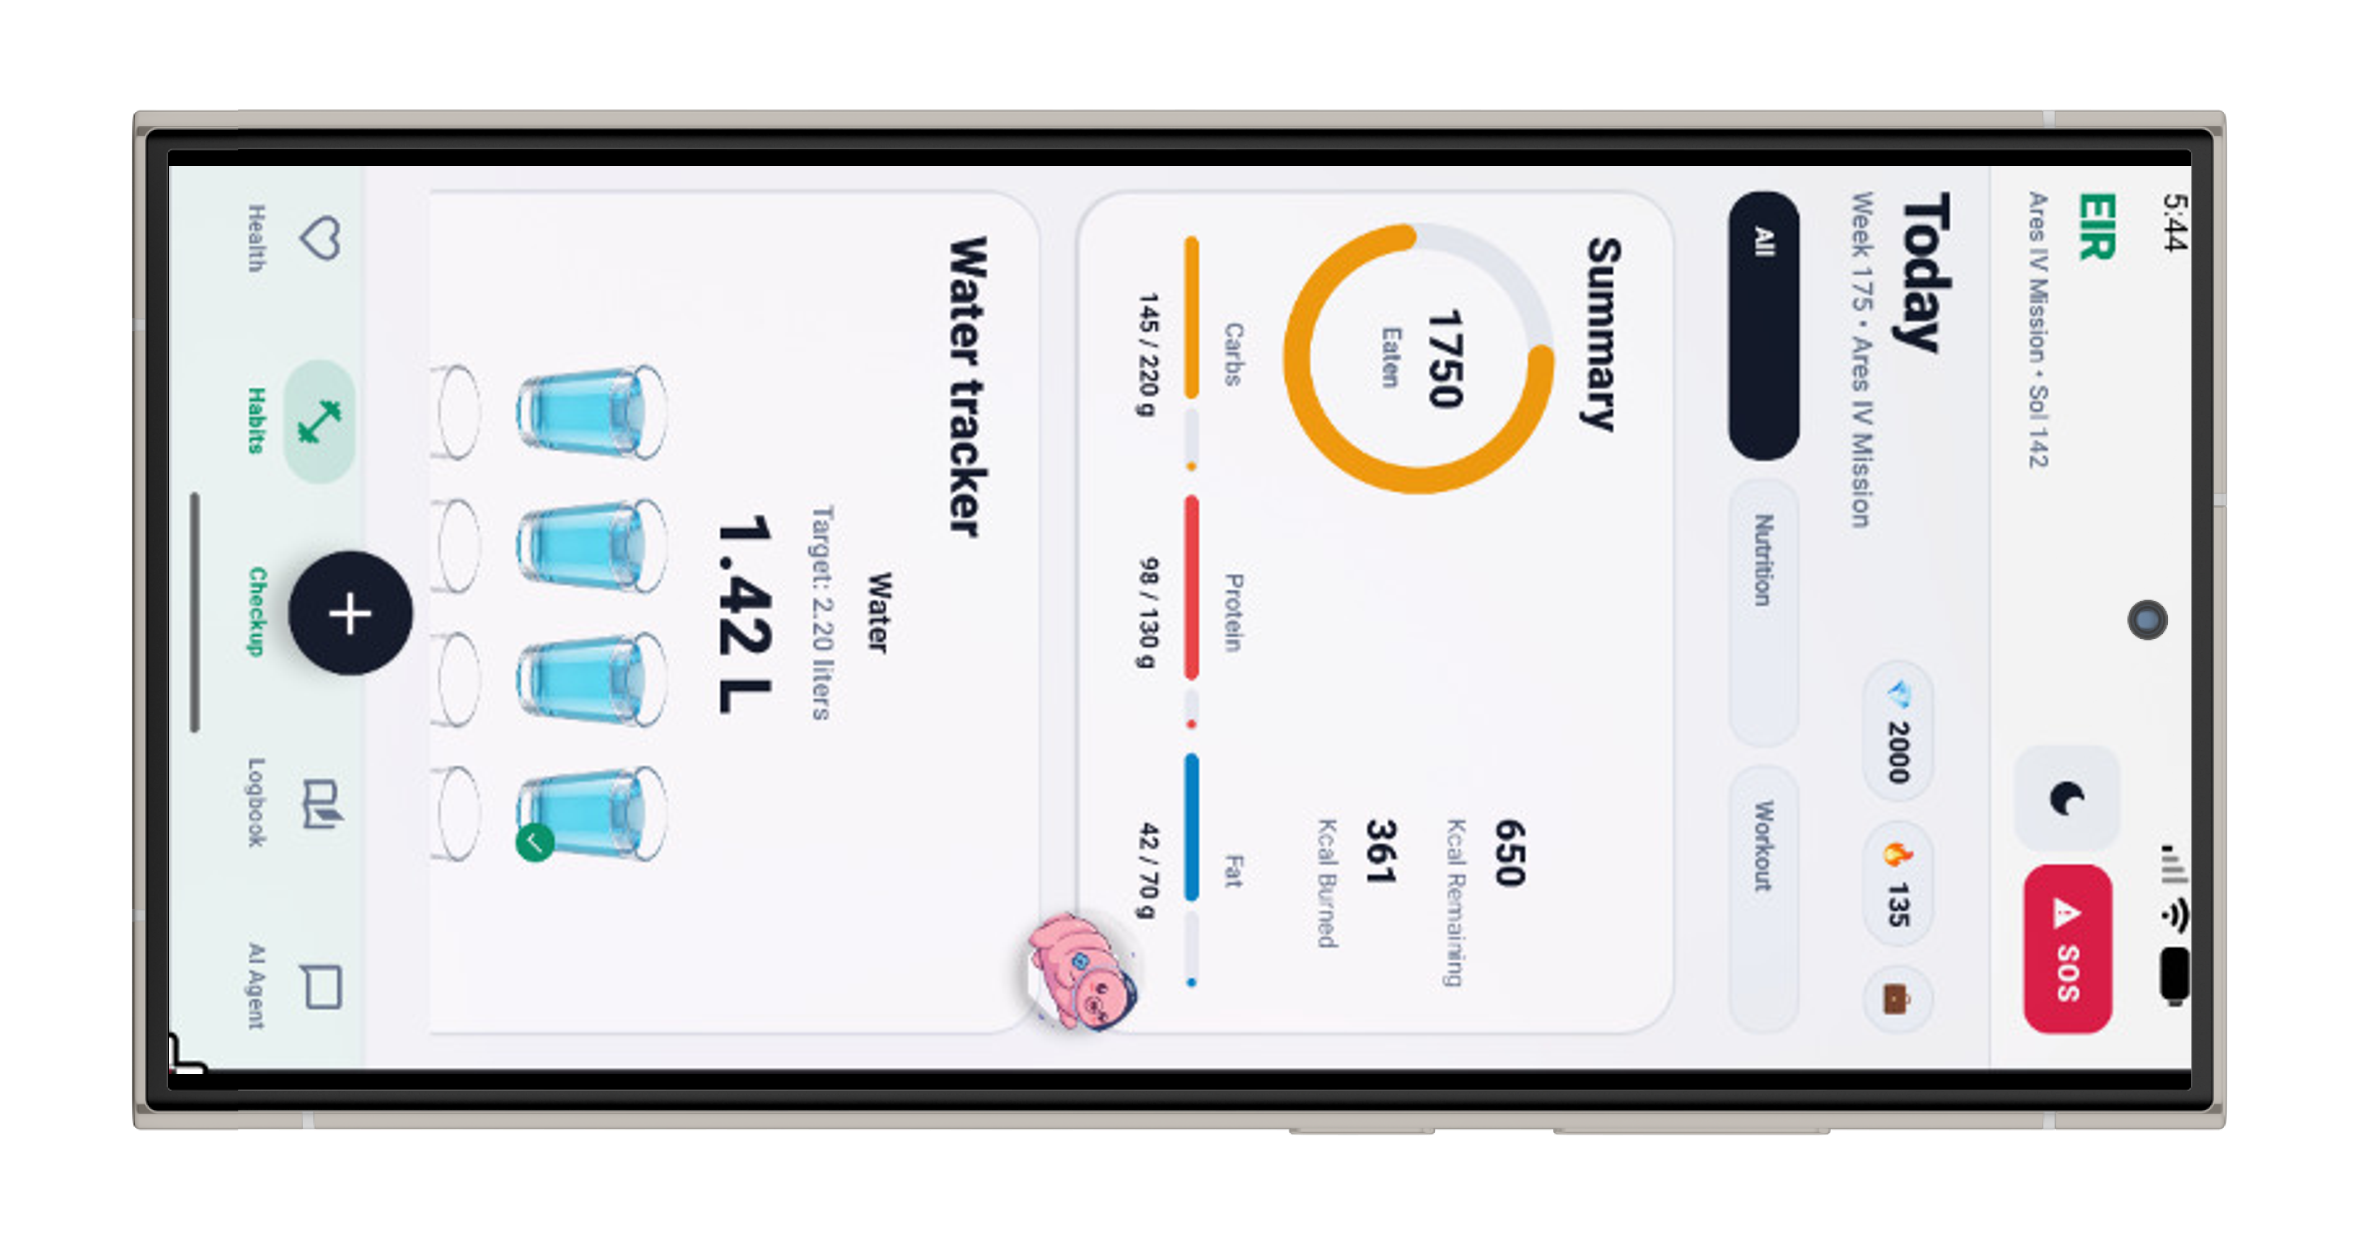 5:44
EIR
Ares IV Mission • Sol 142
SOS
Today
Week 175 • Ares IV Mission
2000
135
All
Nutrition
Workout
Summary
1750
Eaten
650
Kcal Remaining
361
Kcal Burned
Carbs
Protein
Fat
145 / 220 g
98 / 130 g
42 / 70 g
Water tracker
Water
Target: 2.20 liters
1.42 L
Health
Habits
Checkup
Logbook
AI Agent